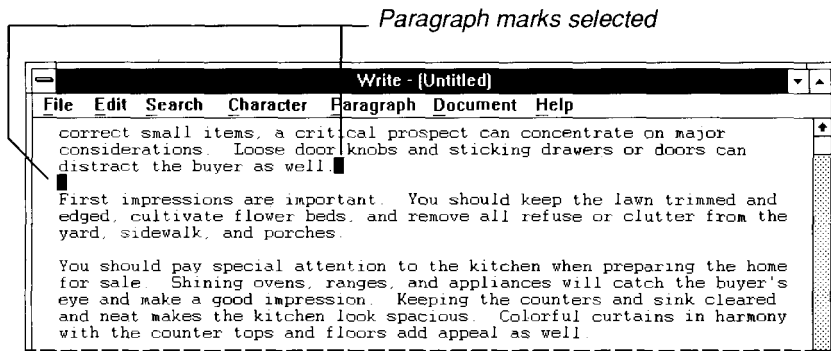 Paragraph marks selected
Write - (Untitled)
File Edit Search Character Paragraph Document Help
correct small items, a critical prospect can concentrate on major
considerations. Loose door knobs and sticking drawers or doors can
distract the buyer as well.
First impressions are important. You should keep the lawn trimmed and
edged, cultivate flower beds, and remove all refuse or clutter from the
yard, sidewalk, and porches.
You should pay special attention to the kitchen when preparing the home
for sale. Shining ovens, ranges, and appliances will catch the buyer's
eye and make a good impression. Keeping the counters and sink cleared
and neat makes the kitchen look spacious. Colorful curtains in harmony
with the counter tops and floors add appeal as well.